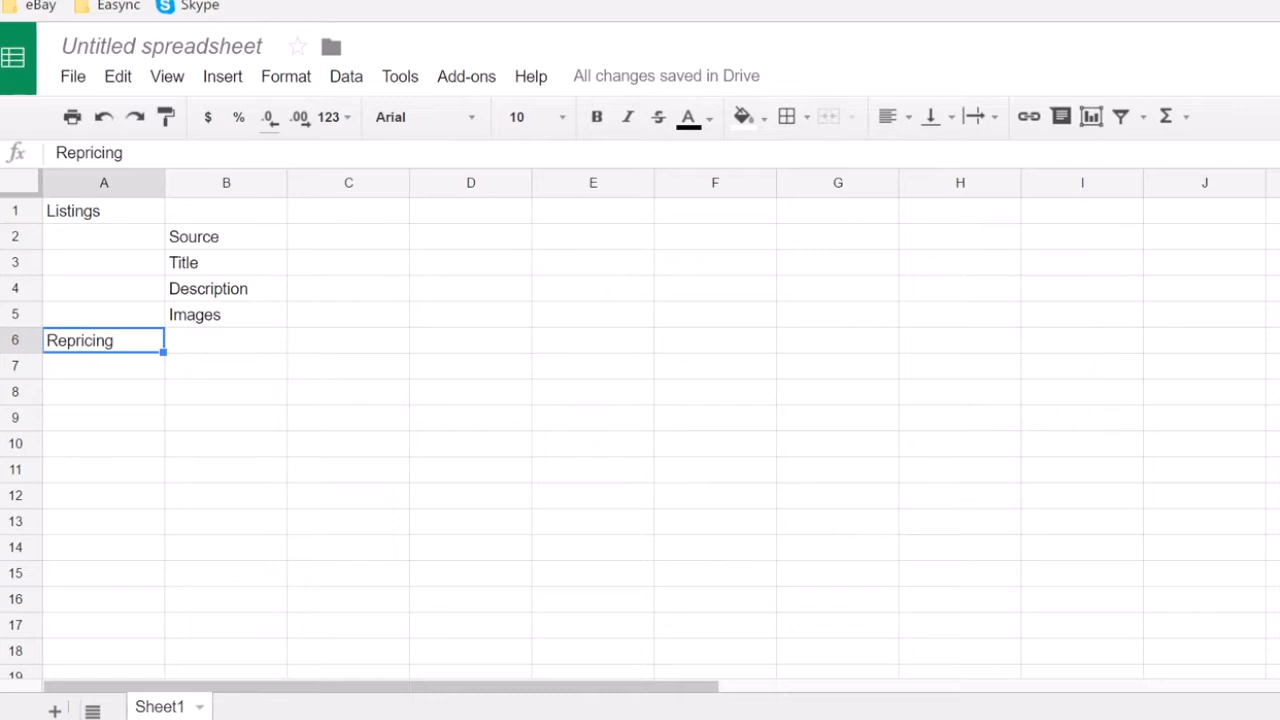 eBay Easync Skype
Untitled spreadsheet
File Edit View Insert Format Data Tools Add-ons Help All changes saved in Drive
$ % .0 .00 123 Arial 10 B I S A Σ
fx Repricing
A B C D E F G H I J
1 Listings
2 Source
3 Title
4 Description
5 Images
6 Repricing
7
8
9
10
11
12
13
14
15
16
17
18
19
+ Sheet1